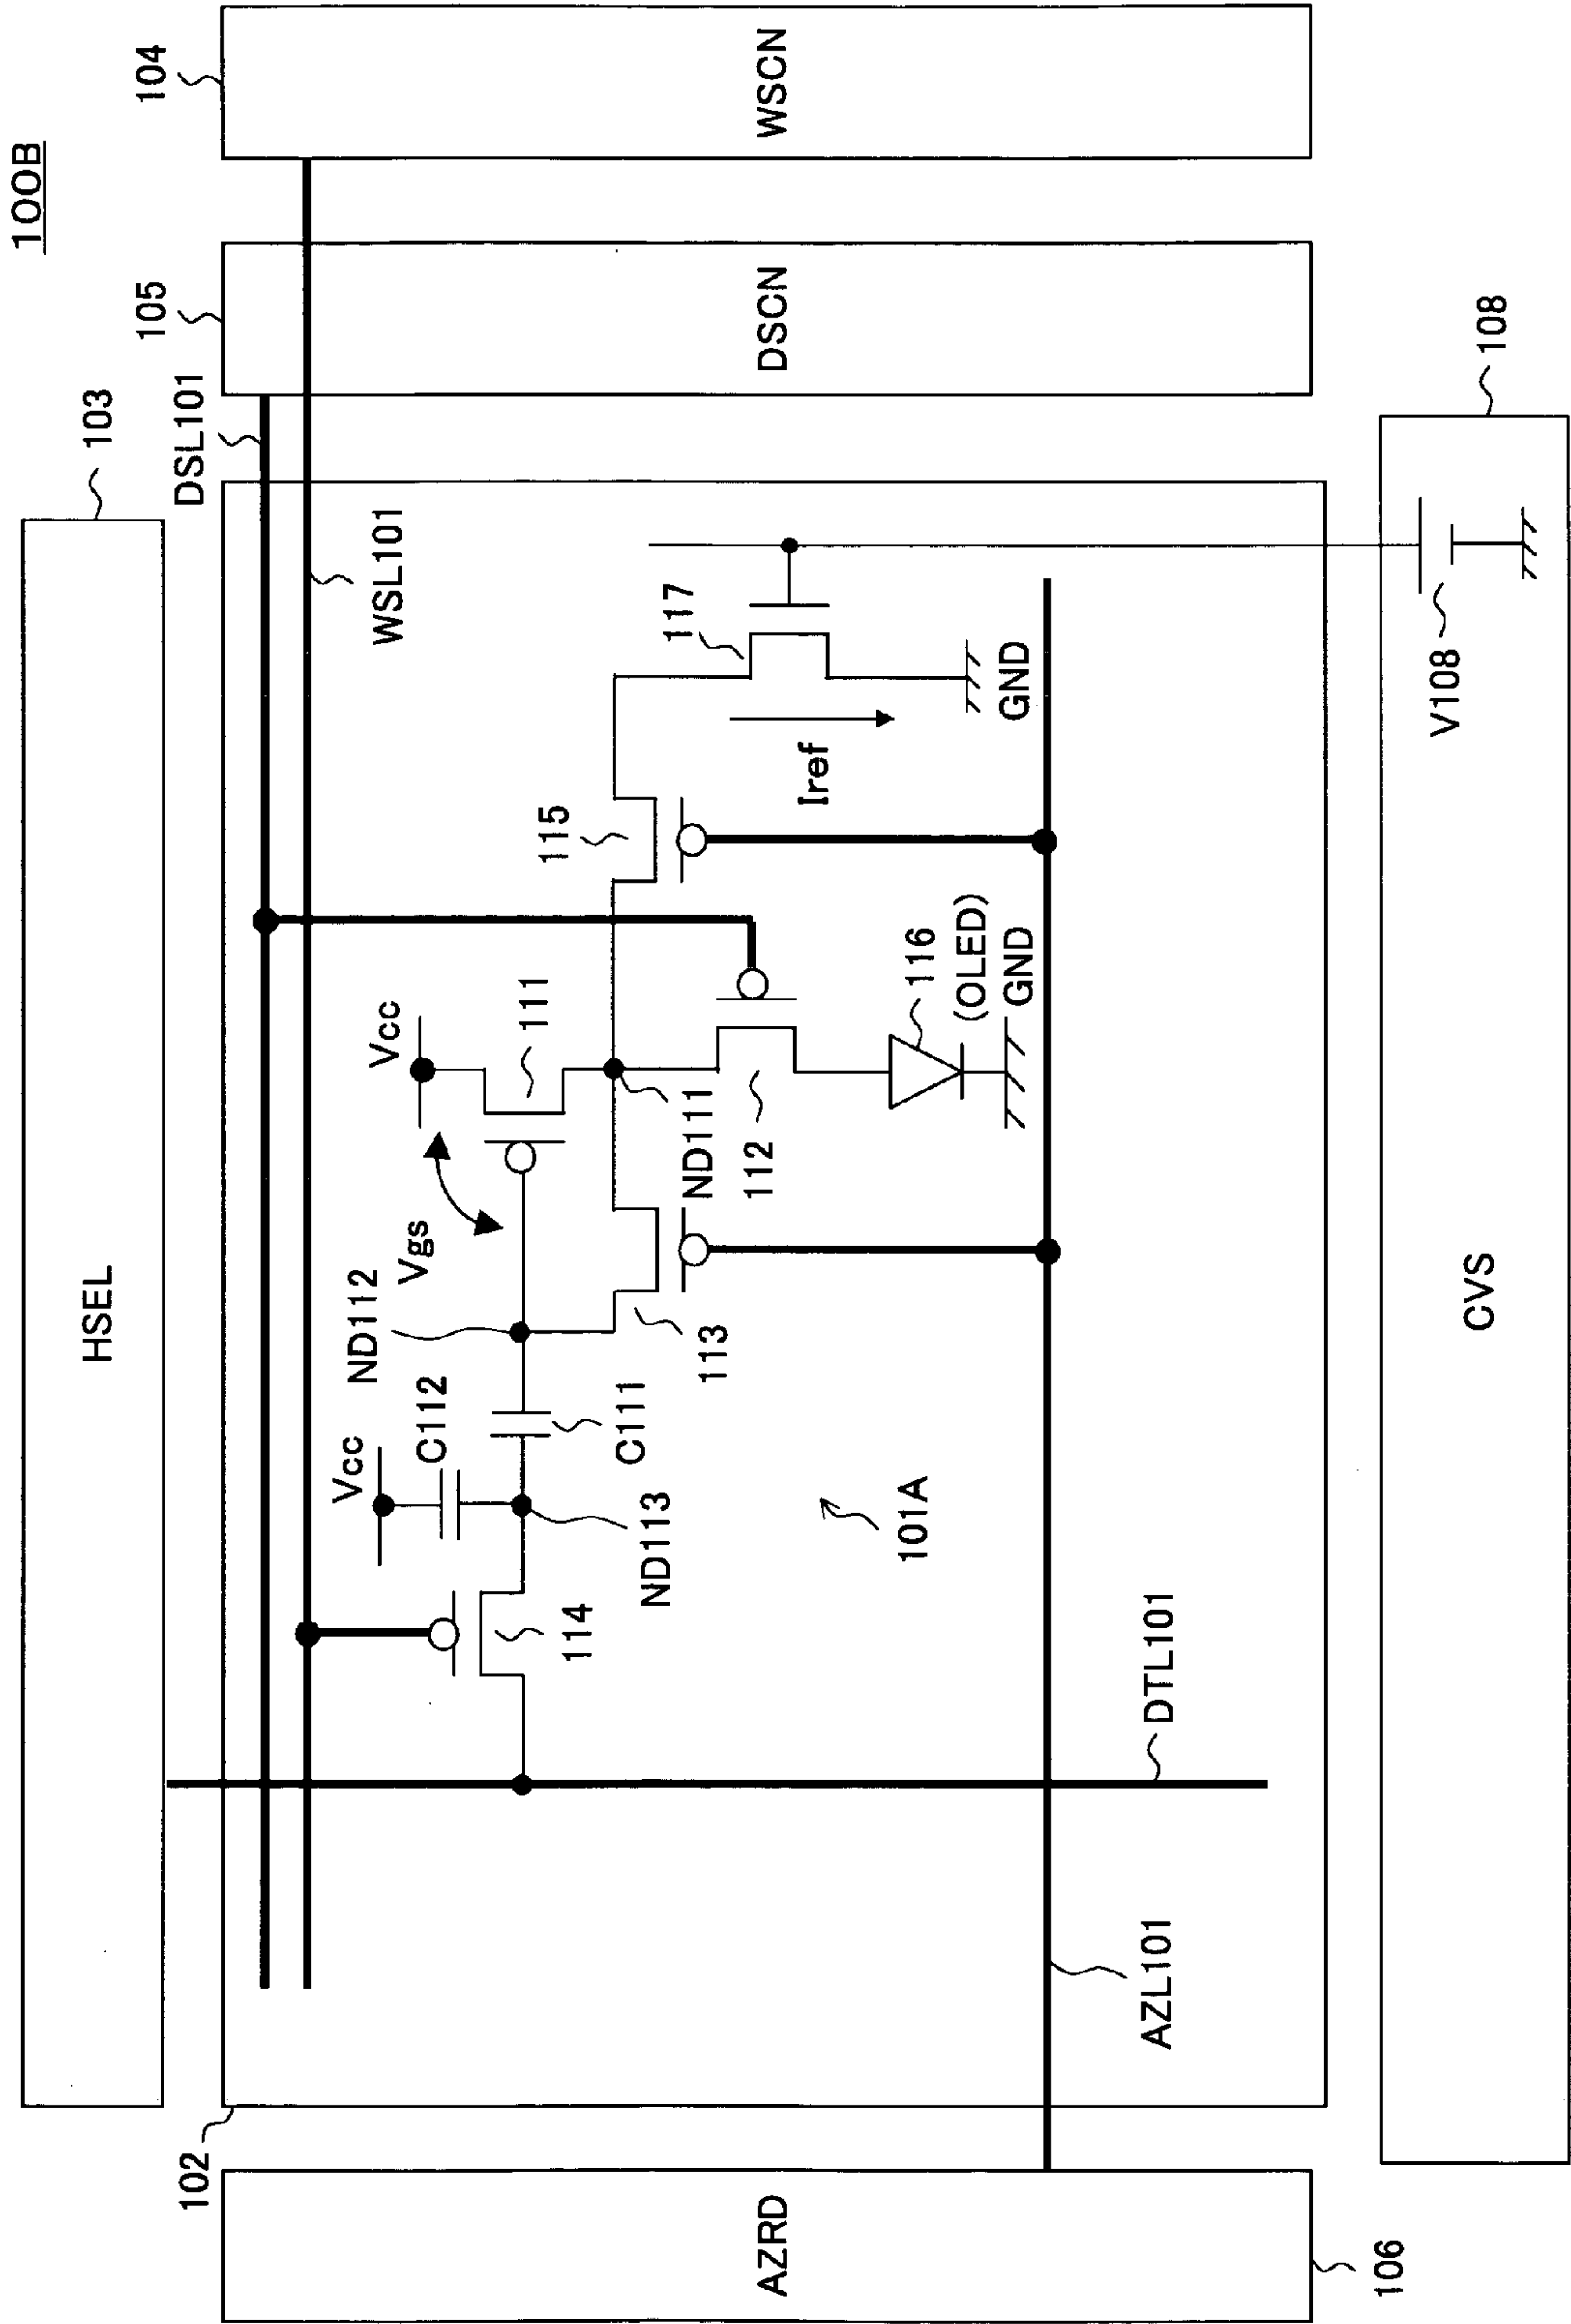 100B
HSEL
103
104
105
DSL101
WSL101
WSCN
DSCN
102
AZRD
106
Vcc
C112
ND112
Vgs
Vcc
111
114
ND113
C111
113
ND111
112
115
117
Iref
GND
116
(OLED)
GND
101A
DTL101
AZL101
CVS
V108
108